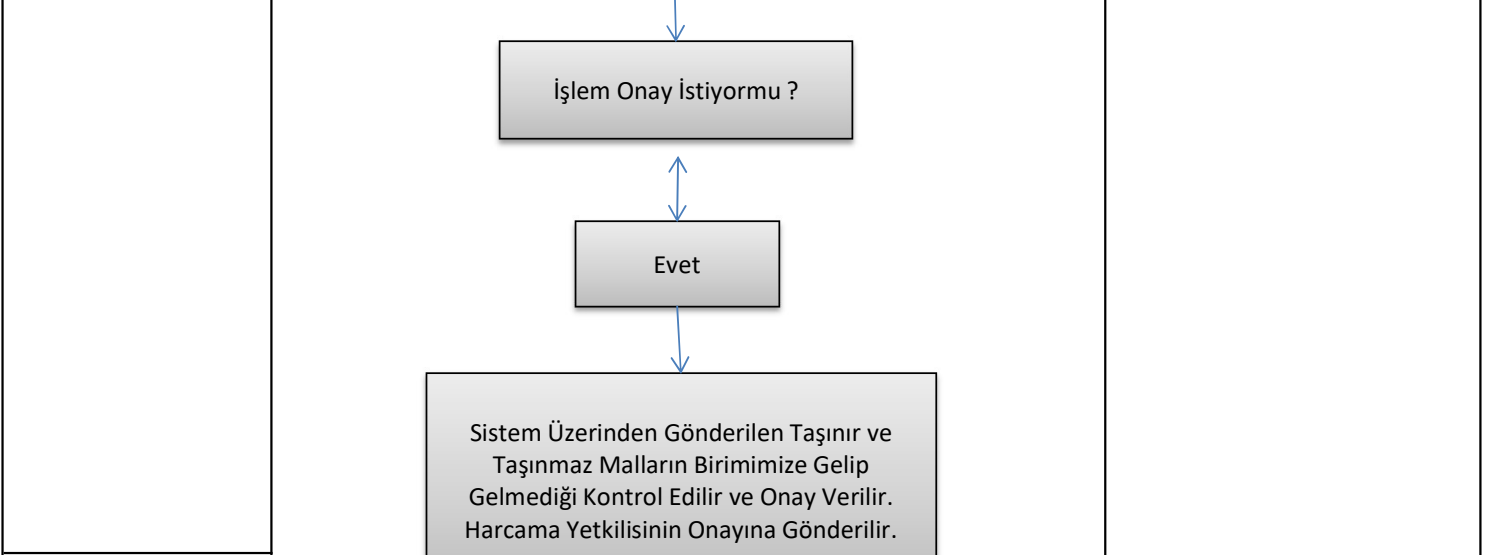 İşlem Onay İstiyormu ?
Evet
Sistem Üzerinden Gönderilen Taşınır ve
Taşınmaz Malların Birimimize Gelip
Gelmediği Kontrol Edilir ve Onay Verilir.
Harcama Yetkilisinin Onayına Gönderilir.